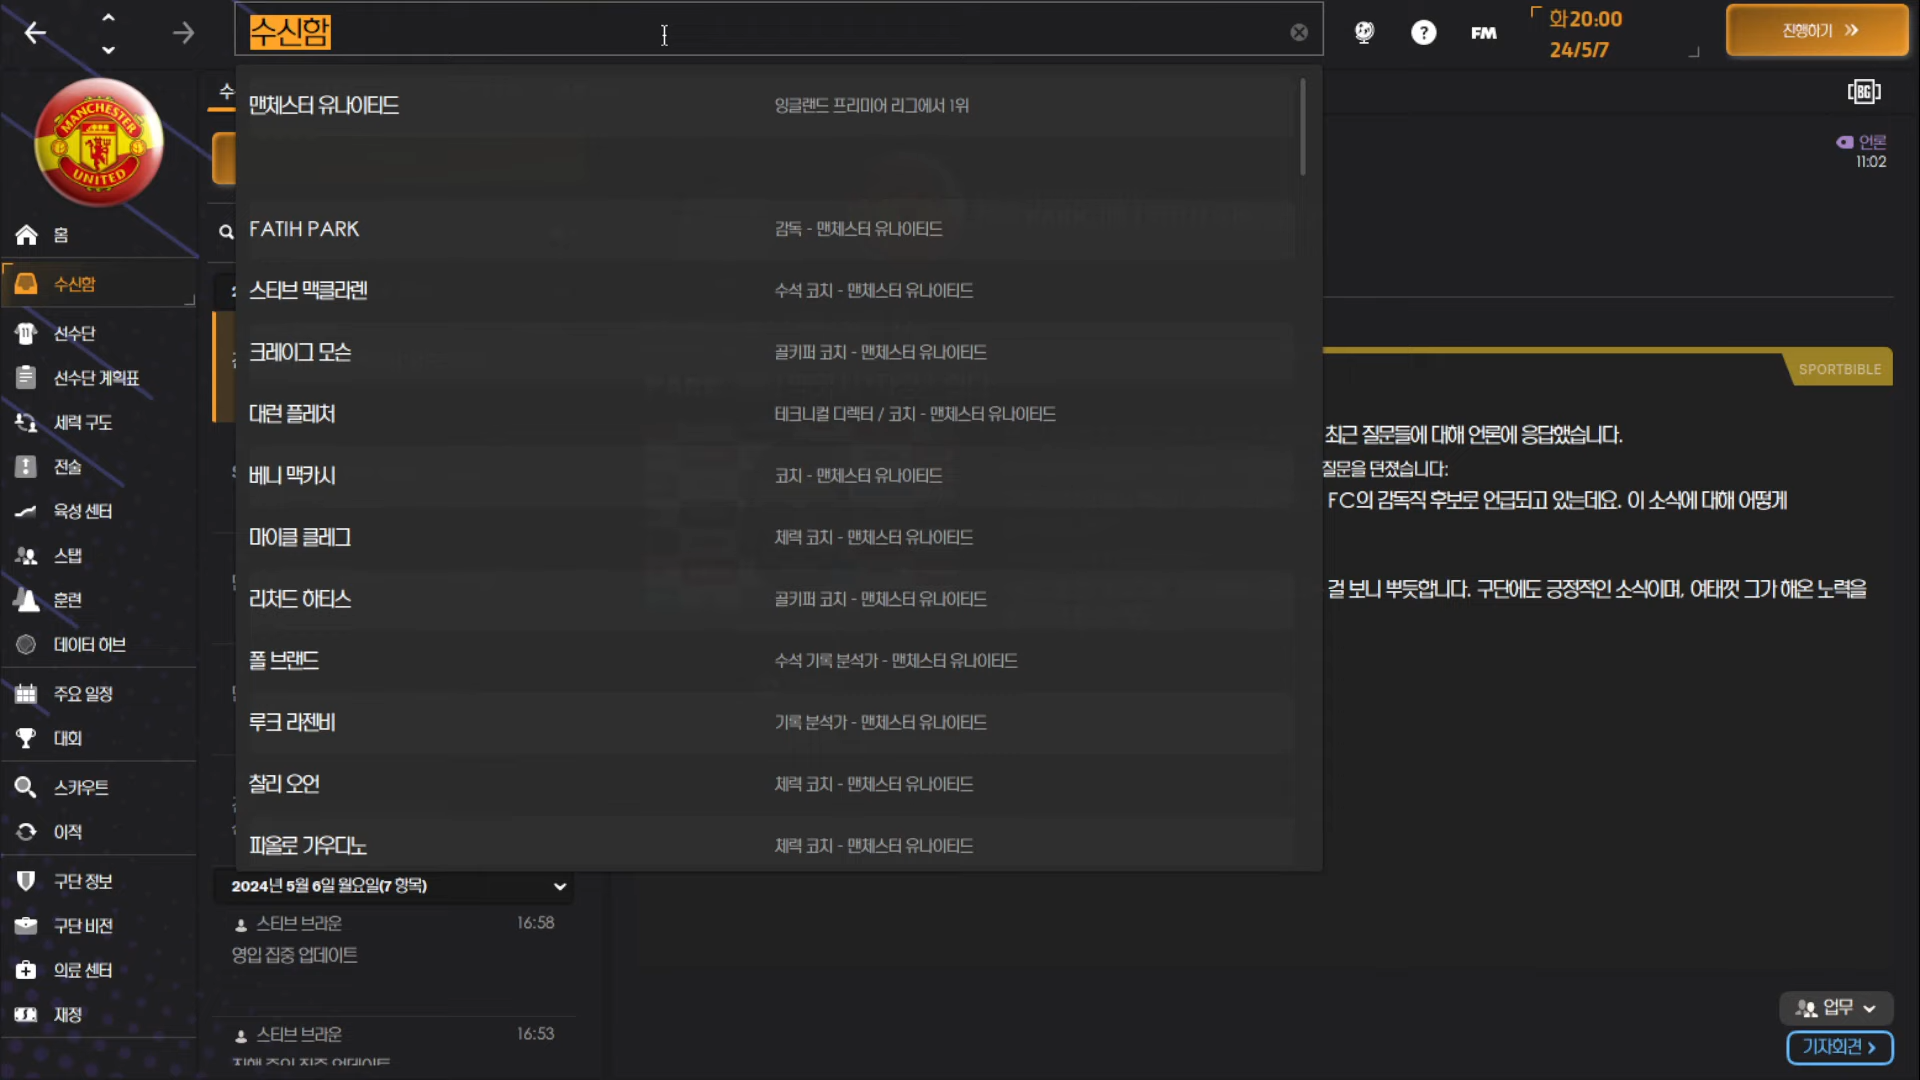 수신함
FM
화20:00
24/5/7
진행하기
MANCHESTER
UNITED
BG
맨체스터 유나이티드
잉글랜드 프리미어 리그에서 1위
언론
11:02
홈
FATIH PARK
감독 - 맨체스터 유나이티드
수신함
스티브 맥클라렌
수석 코치 - 맨체스터 유나이티드
선수단
크레이그 모슨
골키퍼 코치 - 맨체스터 유나이티드
SPORTBIBLE
선수단 계획표
세력 구도
대런 플레처
테크니컬 디렉터 / 코치 - 맨체스터 유나이티드
최근 질문들에 대해 언론에 응답했습니다.
전술
베니 맥카시
코치 - 맨체스터 유나이티드
질문을 던졌습니다:
FC의 감독직 후보로 언급되고 있는데요. 이 소식에 대해 어떻게
육성 센터
마이클 클레그
체력 코치 - 맨체스터 유나이티드
스탭
훈련
리처드 하티스
골키퍼 코치 - 맨체스터 유나이티드
걸 보니 뿌듯합니다. 구단에도 긍정적인 소식이며, 여태껏 그가 해온 노력을
데이터 허브
폴 브랜드
수석 기록 분석가 - 맨체스터 유나이티드
주요 일정
루크 라젠비
기록 분석가 - 맨체스터 유나이티드
대회
스카우트
찰리 오언
체력 코치 - 맨체스터 유나이티드
이적
피올로 가우디노
체력 코치 - 맨체스터 유나이티드
구단 정보
2024년 5월 6일 월요일(7 항목)
구단 비전
스티브 브라운
16:58
영입 집중 업데이트
의료 센터
재정
스티브 브라운
16:53
업무
기자회견